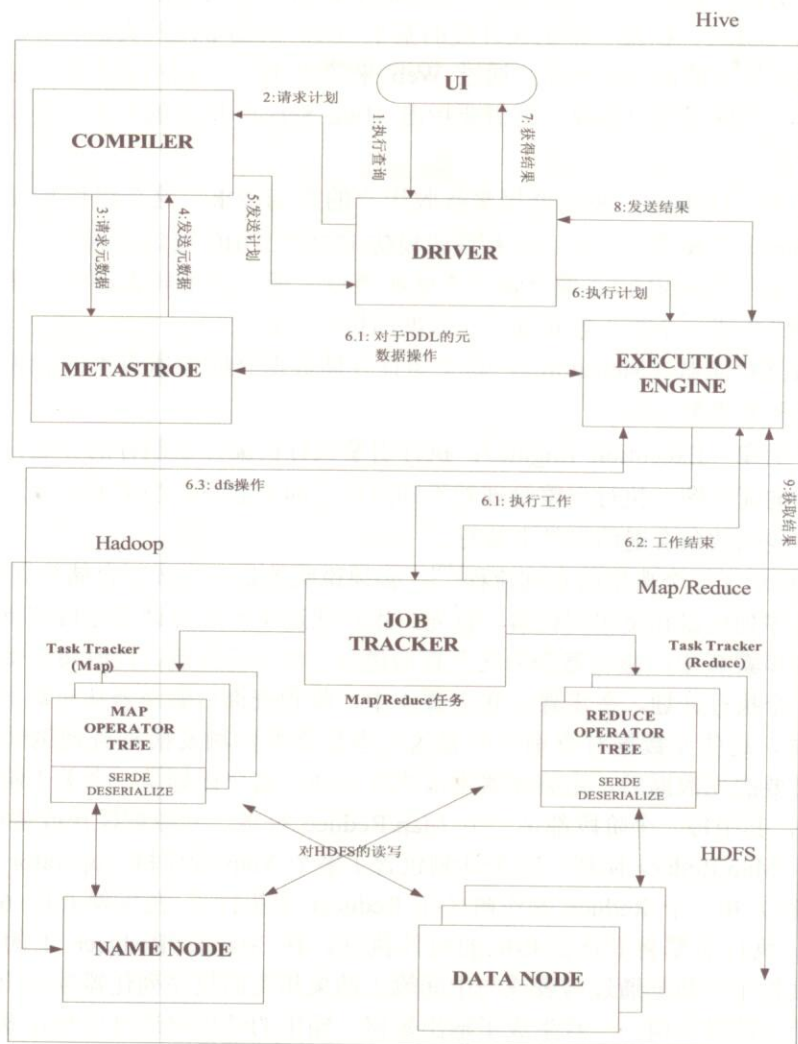 Hive
UI
2:请求计划
COMPILER
1:执行查询
7: 获得结果
3:请求元数据
4:发送元数据
5:发送计划
8:发送结果
DRIVER
6:执行计划
6.1: 对于DDL的元
数据操作
METASTROE
EXECUTION
ENGINE
6.3: dfs操作
6.1: 执行工作
9:获取结果
6.2: 工作结束
Hadoop
Map/Reduce
JOB
TRACKER
Task Tracker
(Map)
Task Tracker
(Reduce)
Map/Reduce任务
MAP
OPERATOR
TREE
SERDE
DESERIALIZE
REDUCE
OPERATOR
TREE
SERDE
DESERIALIZE
对HDFS的读写
HDFS
NAME NODE
DATA NODE